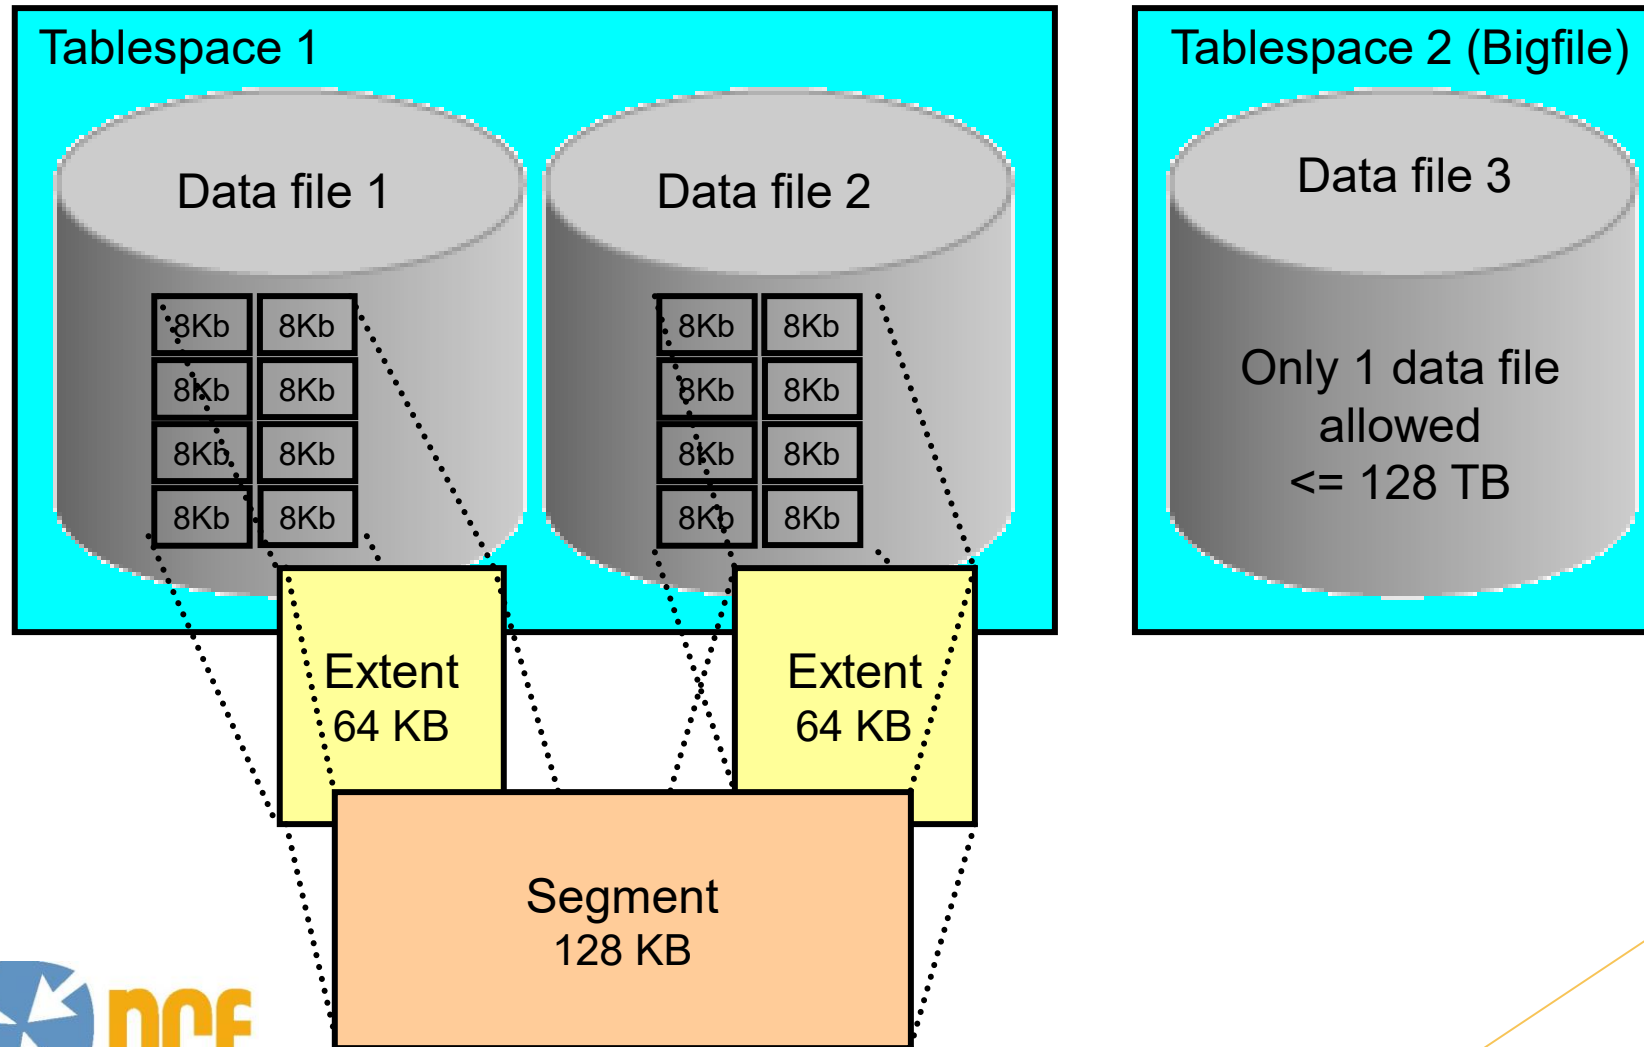 Tablespace 1
Data file 1
Data file 2
8Kb 8Kb
8Kb 8Kb
8Kb 8Kb
8Kb 8Kb
8Kb 8Kb
8Kb 8Kb
8Kb 8Kb
8Kb 8Kb
Extent
64 KB
Extent
64 KB
Segment
128 KB
Tablespace 2 (Bigfile)
Data file 3
Only 1 data file
allowed
<= 128 TB